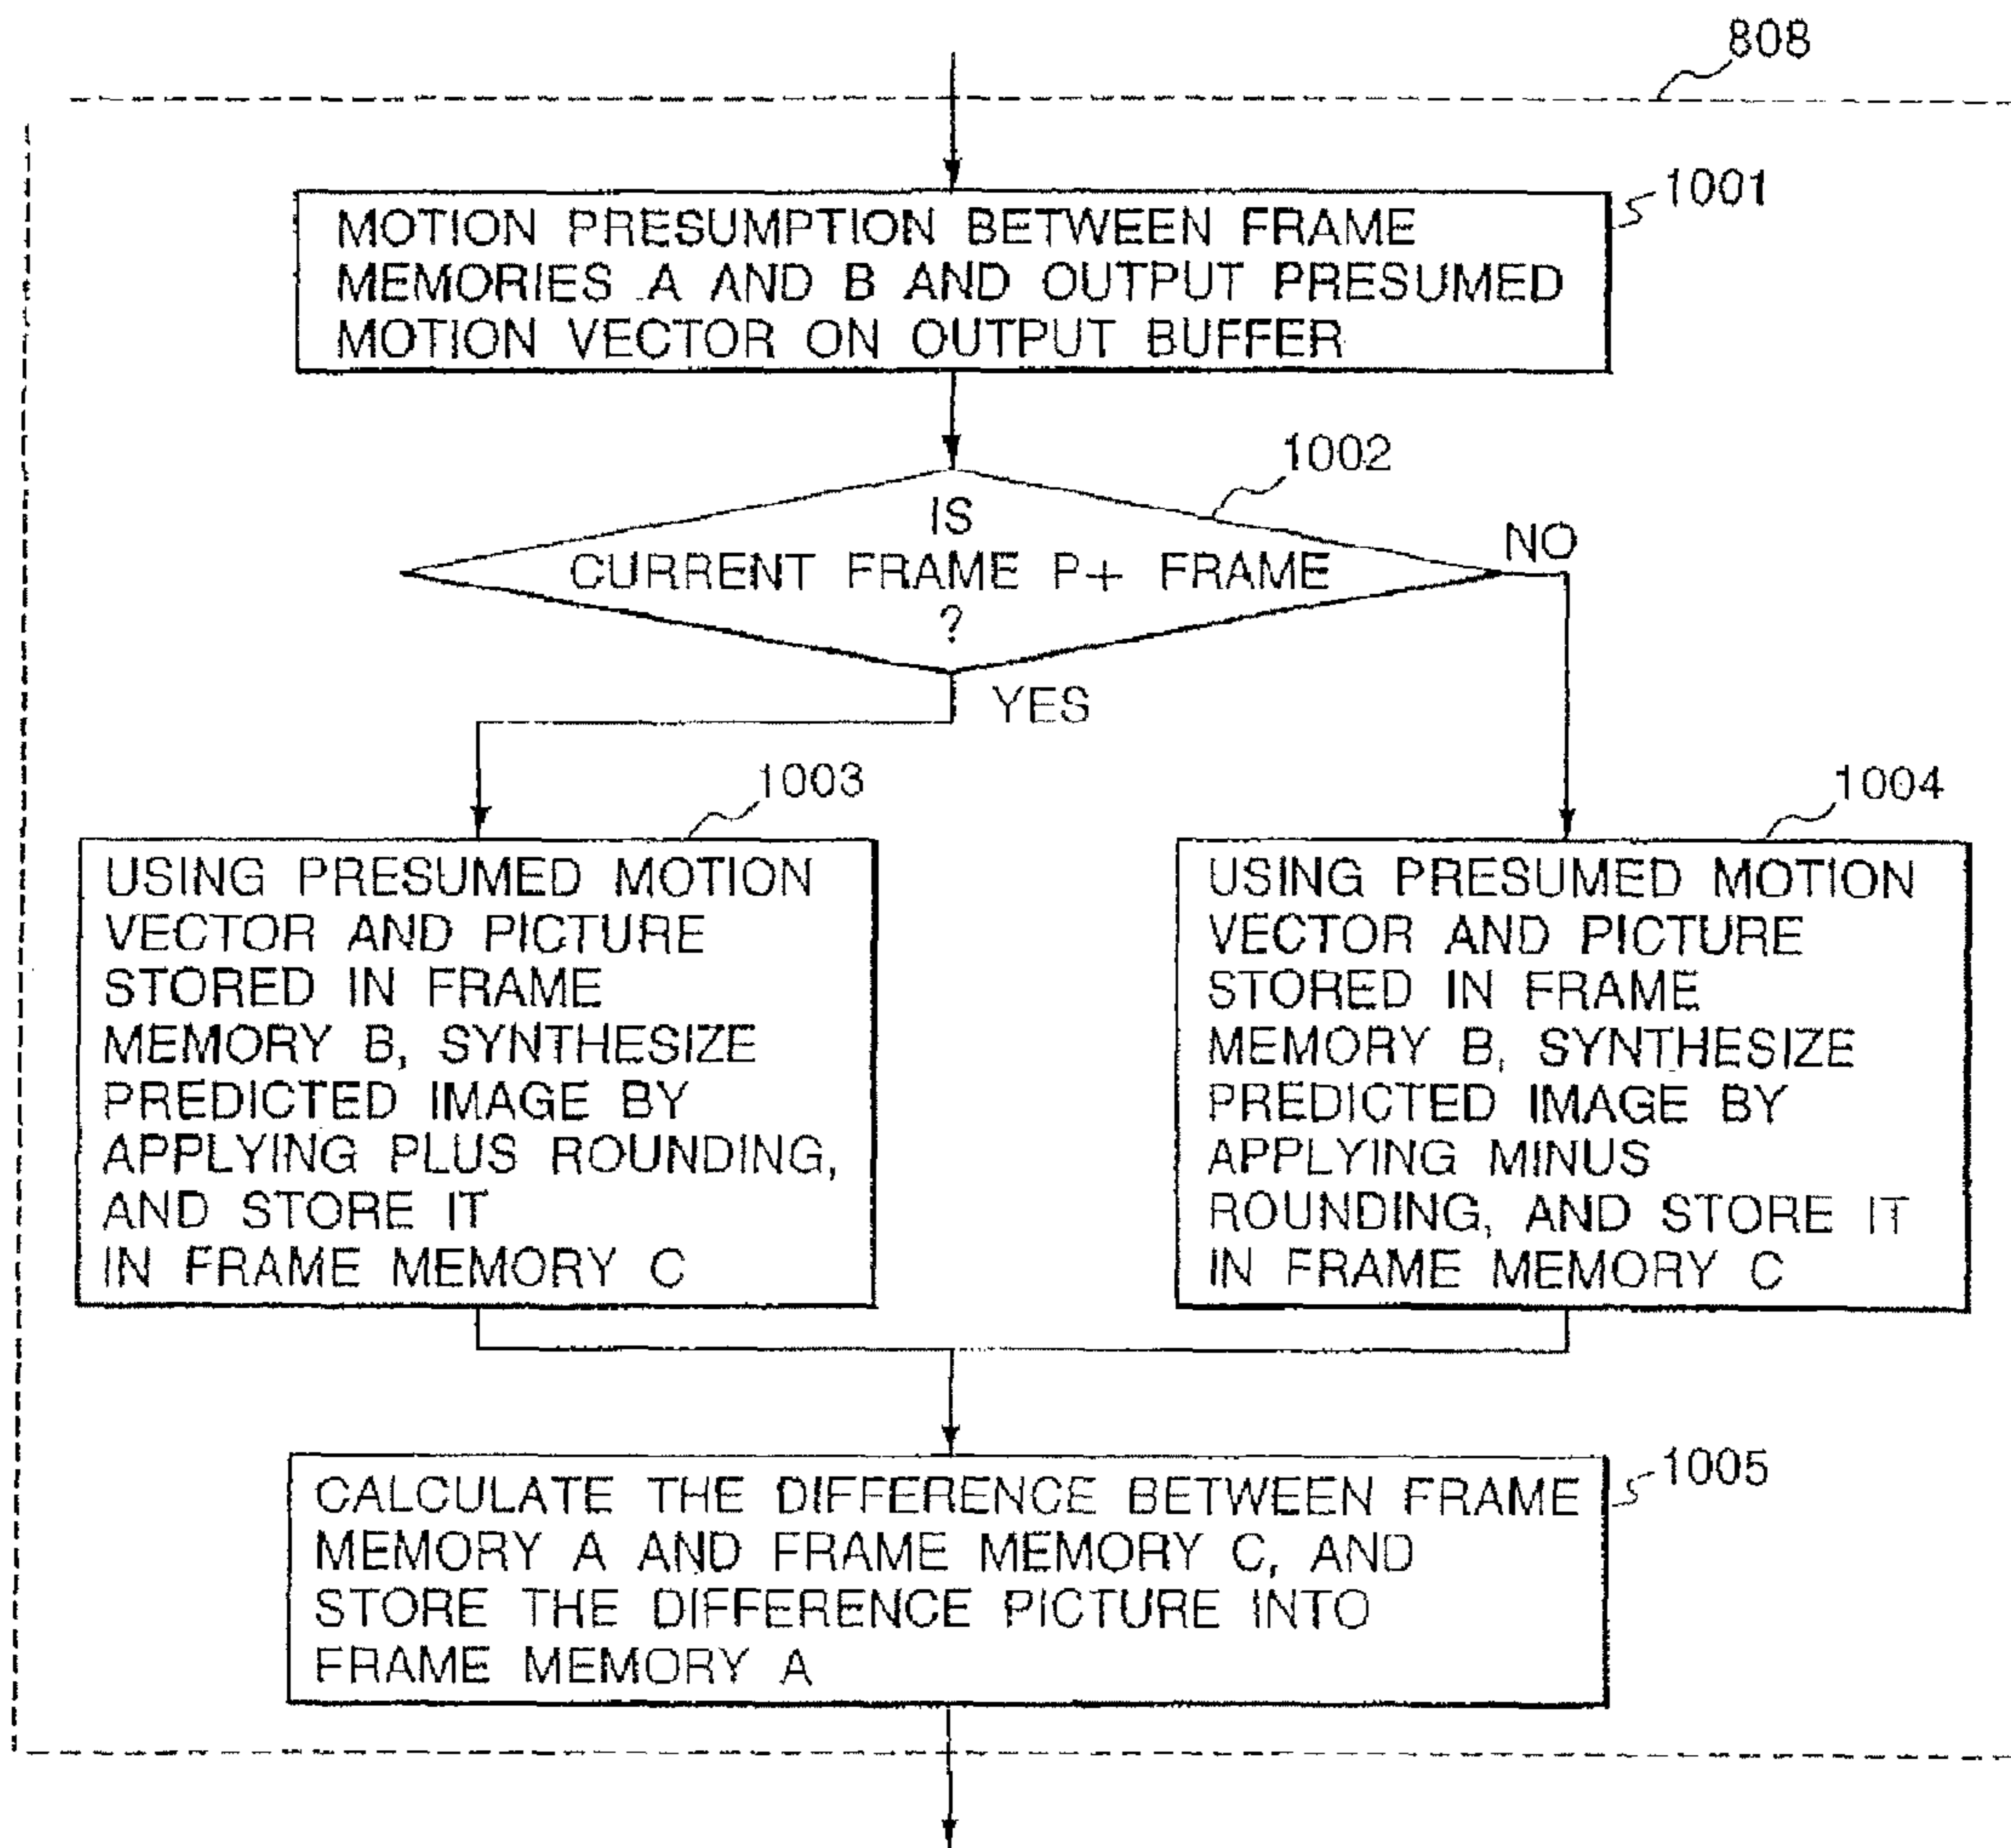 808
1001
MOTION PRESUMPTION BETWEEN FRAME
MEMORIES A AND B AND OUTPUT PRESUMED
MOTION VECTOR ON OUTPUT BUFFER
1002
IS
CURRENT FRAME P+ FRAME
?
NO
YES
1003
USING PRESUMED MOTION
VECTOR AND PICTURE
STORED IN FRAME
MEMORY B, SYNTHESIZE
PREDICTED IMAGE BY
APPLYING PLUS ROUNDING,
AND STORE IT
IN FRAME MEMORY C
1004
USING PRESUMED MOTION
VECTOR AND PICTURE
STORED IN FRAME
MEMORY B, SYNTHESIZE
PREDICTED IMAGE BY
APPLYING MINUS
ROUNDING, AND STORE IT
IN FRAME MEMORY C
1005
CALCULATE THE DIFFERENCE BETWEEN FRAME
MEMORY A AND FRAME MEMORY C, AND
STORE THE DIFFERENCE PICTURE INTO
FRAME MEMORY A